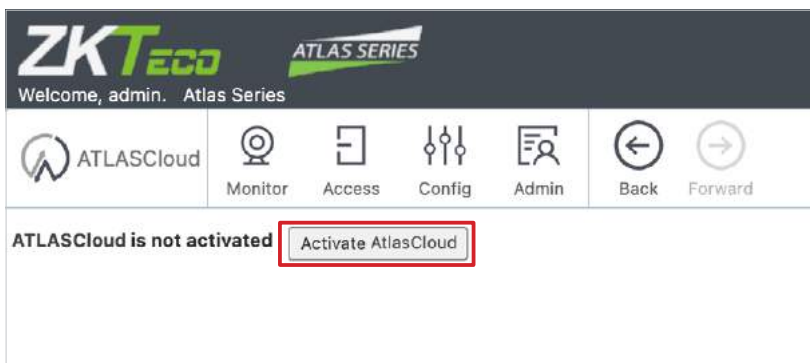 ZKTECO ATLAS SERIES
Welcome, admin. Atlas Series
ATLASCloud
Monitor Access Config Admin Back Forward
ATLASCloud is not activated Activate AtlasCloud